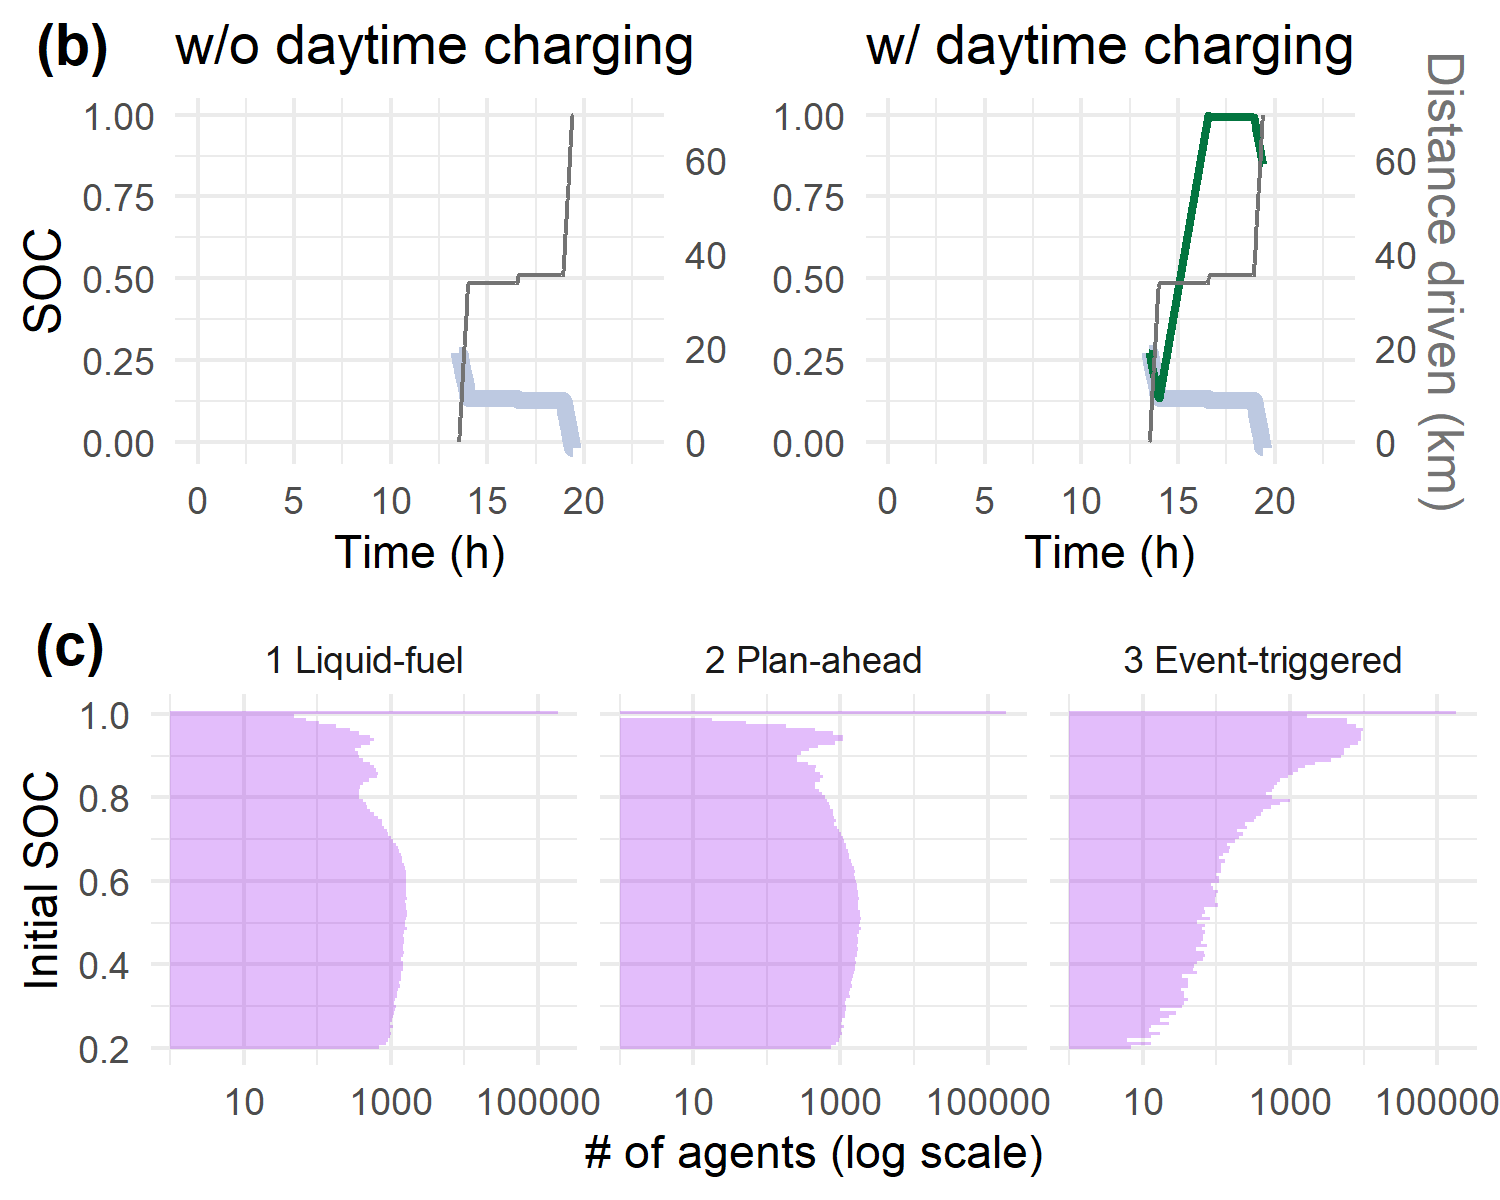 (b)
w/o daytime charging
w/ daytime charging
SOC
1.00
0.75
0.50
0.25
0.00
60
40
20
0
0 5 10 15 20
Time (h)
1.00
0.75
0.50
0.25
0.00
60
40
20
0
Distance driven (km)
0 5 10 15 20
Time (h)
(c)
1 Liquid-fuel
2 Plan-ahead
3 Event-triggered
Initial SOC
1.0
0.8
0.6
0.4
0.2
10 1000 100000
10 1000 100000
10 1000 100000
# of agents (log scale)